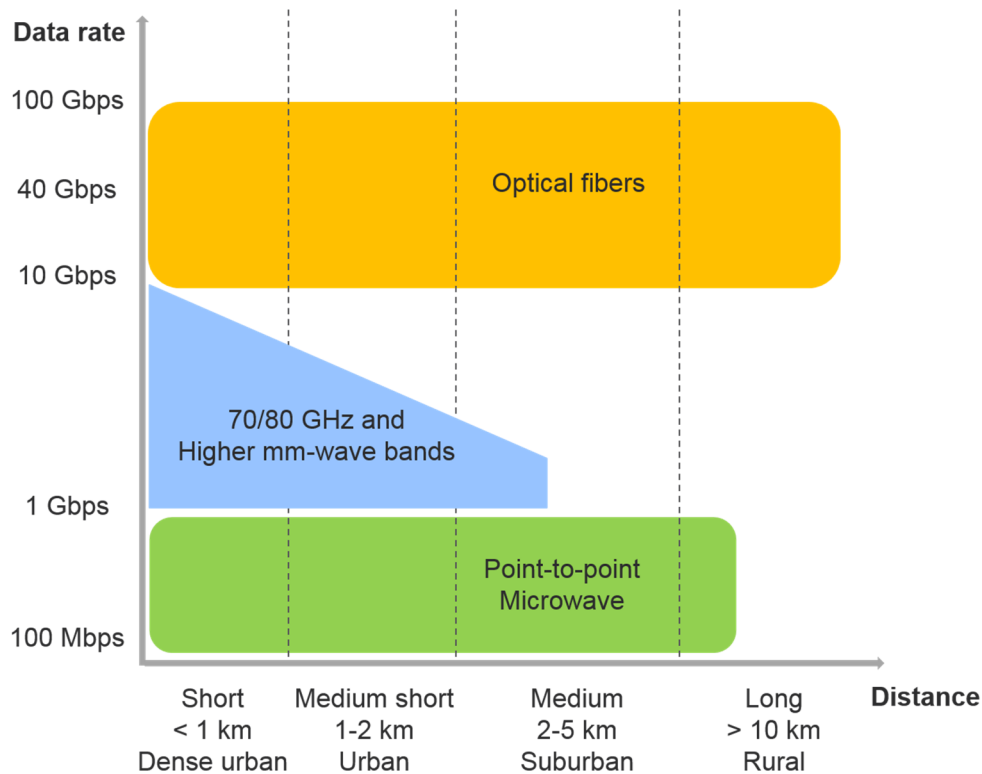 Data rate
100 Gbps
40 Gbps
Optical fibers
10 Gbps
70/80 GHz and
Higher mm-wave bands
1 Gbps
Point-to-point
Microwave
100 Mbps
Distance
Short
< 1 km
Dense urban
Medium short
1-2 km
Urban
Medium
2-5 km
Suburban
Long
> 10 km
Rural